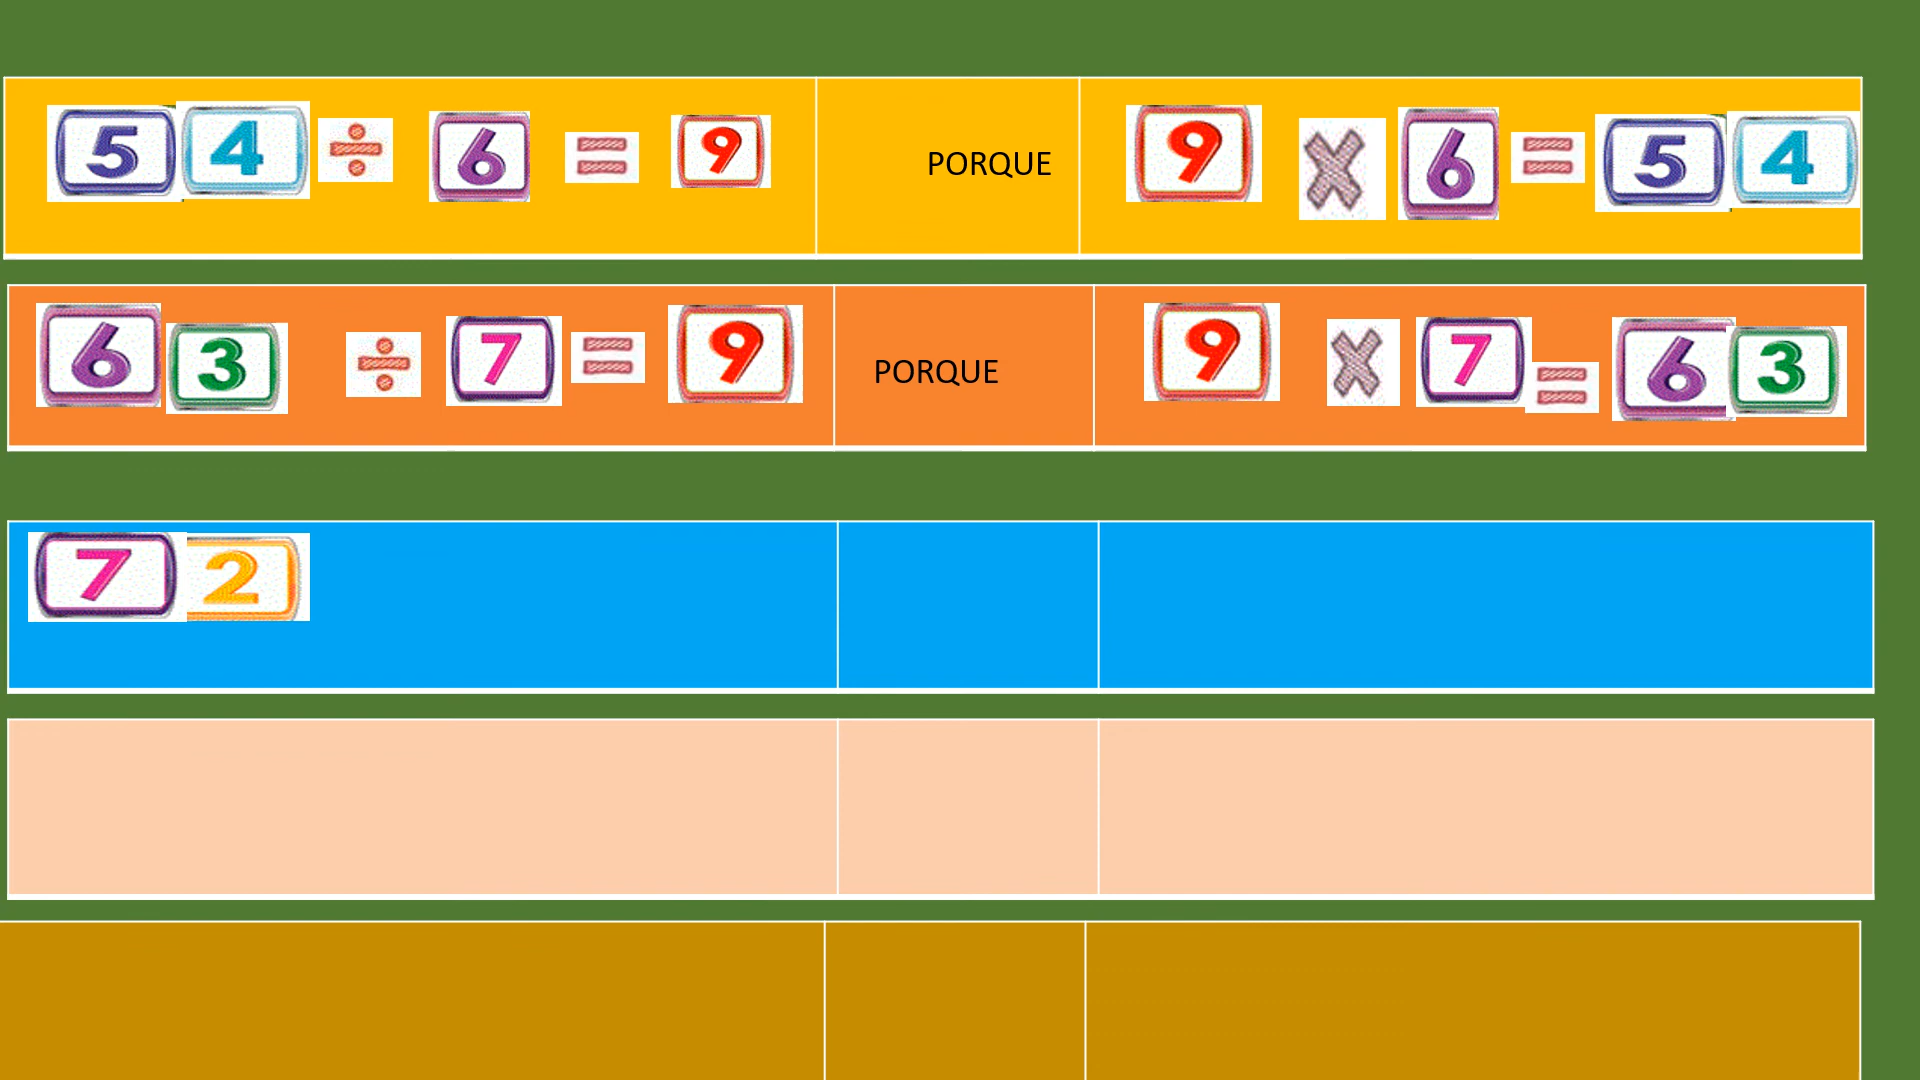 54 ÷ 6 = 9 PORQUE 9 X 6 = 54
63 ÷ 7 = 9 PORQUE 9 X 7 = 63
72